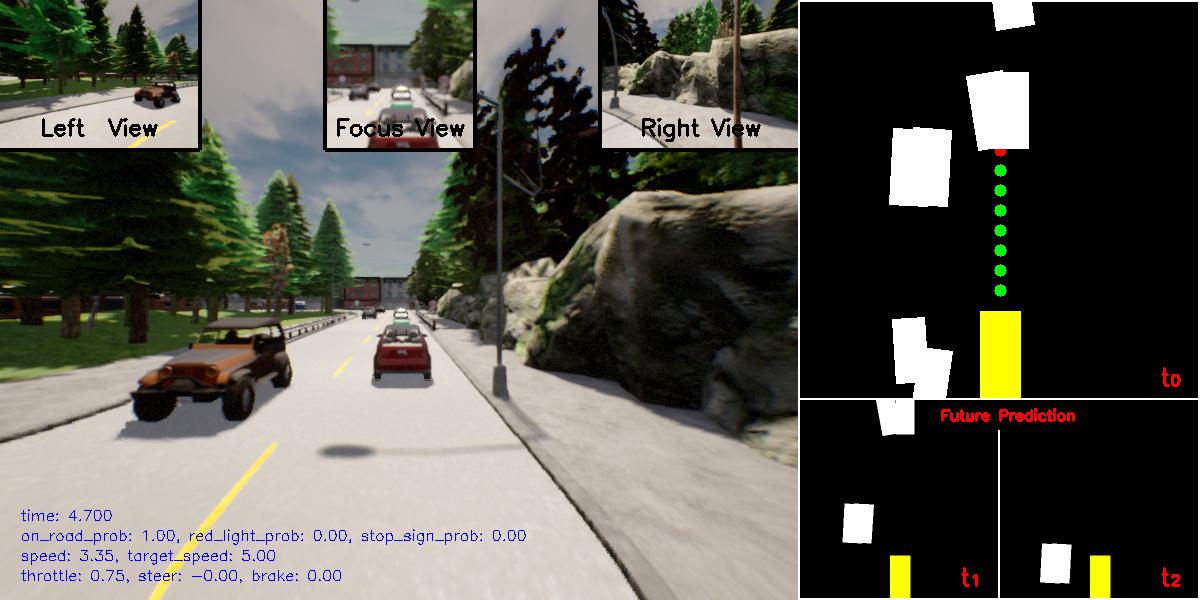 Left View
Focus View
Right View
t0
Future Prediction
time: 4.700
on_road_prob: 1.00, red_light_prob: 0.00, stop_sign_prob: 0.00
speed: 3.35, target_speed: 5.00
throttle: 0.75, steer: -0.00, brake: 0.00
t1
t2